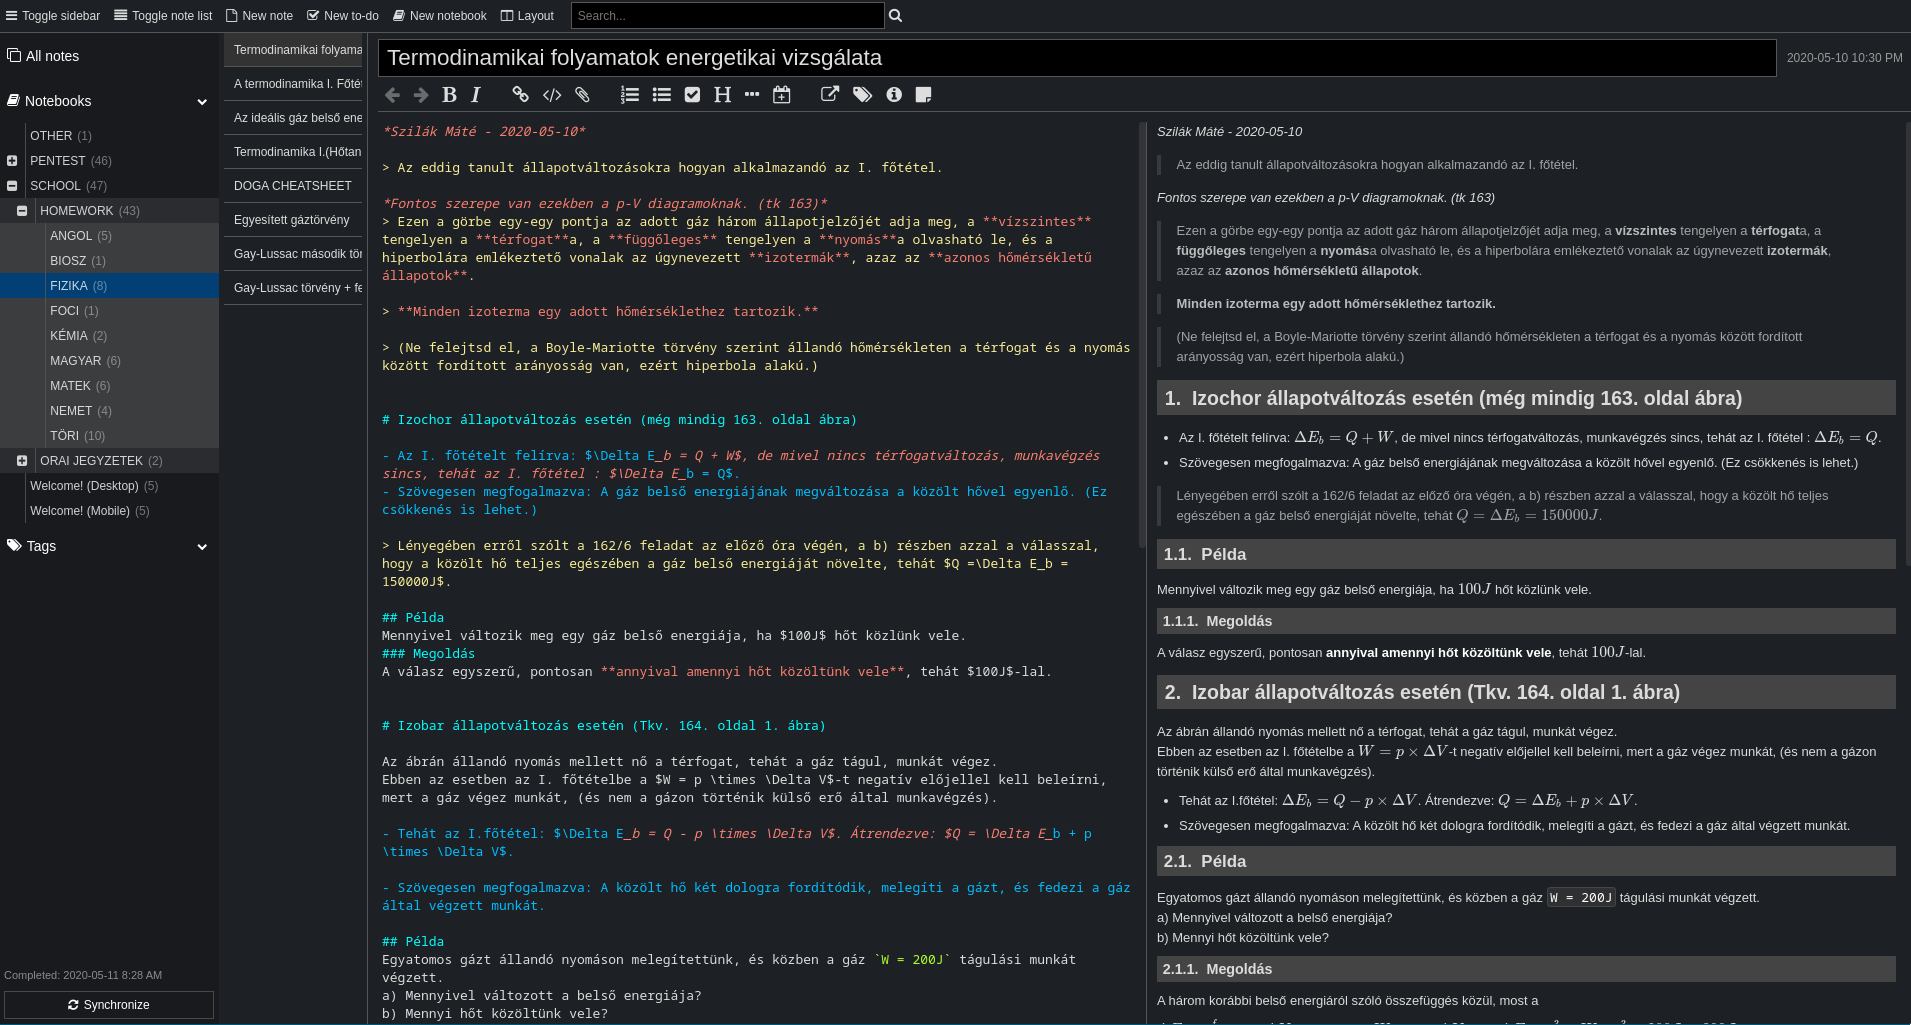 Toggle sidebar Toggle note list New note New to-do New notebook Layout Search...
All notes
Notebooks
OTHER (1)
PENTEST (46)
SCHOOL (47)
HOMEWORK (43)
ANGOL (5)
BIOSZ (1)
FIZIKA (8)
FOCI (1)
KÉMIA (2)
MAGYAR (6)
MATEK (6)
NEMET (4)
TÖRI (10)
ORAI JEGYZETEK (2)
Welcome! (Desktop) (5)
Welcome! (Mobile) (5)
Tags
Completed: 2020-05-11 8:28 AM
Synchronize
Termodinamikai folyama
A termodinamika I. Főtét
Az ideális gáz belső ene
Termodinamika I.(Hőtan
DOGA CHEATSHEET
Egyesített gáztörvény
Gay-Lussac második tör
Gay-Lussac törvény + fe
Termodinamikai folyamatok energetikai vizsgálata
2020-05-10 10:30 PM
*Szilák Máté - 2020-05-10*
> Az eddig tanult állapotváltozásokra hogyan alkalmazandó az I. főtétel.
*Fontos szerepe van ezekben a p-V diagramoknak. (tk 163)*
> Ezen a görbe egy-egy pontja az adott gáz három állapotjelzőjét adja meg, a **vízszintes**
tengelyen a **térfogat**a, a **függőleges** tengelyen a **nyomás**a olvasható le, és a
hiperbolára emlékeztető vonalak az úgynevezett **izotermák**, azaz az **azonos hőmérsékletű
állapotok**.
> **Minden izoterma egy adott hőmérséklethez tartozik.**
> (Ne felejtsd el, a Boyle-Mariotte törvény szerint állandó hőmérsékleten a térfogat és a nyomás
között fordított arányosság van, ezért hiperbola alakú.)
# Izochor állapotváltozás esetén (még mindig 163. oldal ábra)
- Az I. főtételt felírva: $\Delta E_b = Q + W$, de mivel nincs térfogatváltozás, munkavégzés
sincs, tehát az I. főtétel : $\Delta E_b = Q$.
- Szövegesen megfogalmazva: A gáz belső energiájának megváltozása a közölt hővel egyenlő. (Ez
csökkenés is lehet.)
> Lényegében erről szólt a 162/6 feladat az előző óra végén, a b) részben azzal a válasszal,
hogy a közölt hő teljes egészében a gáz belső energiáját növelte, tehát $Q =\Delta E_b =
150000J$.
## Példa
Mennyivel változik meg egy gáz belső energiája, ha $100J$ hőt közlünk vele.
### Megoldás
A válasz egyszerű, pontosan **annyival amennyi hőt közöltünk vele**, tehát $100J$-lal.
# Izobar állapotváltozás esetén (Tkv. 164. oldal 1. ábra)
Az ábrán állandó nyomás mellett nő a térfogat, tehát a gáz tágul, munkát végez.
Ebben az esetben az I. főtételbe a $W = p \times \Delta V$-t negatív előjellel kell beleírni,
mert a gáz végez munkát, (és nem a gázon történik külső erő által munkavégzés).
- Tehát az I.főtétel: $\Delta E_b = Q - p \times \Delta V$. Átrendezve: $Q = \Delta E_b + p
\times \Delta V$.
- Szövegesen megfogalmazva: A közölt hő két dologra fordítódik, melegíti a gázt, és fedezi a gáz
által végzett munkát.
## Példa
Egyatomos gázt állandó nyomáson melegítettünk, és közben a gáz `W = 200J` tágulási munkát
végzett.
a) Mennyivel változott a belső energiája?
b) Mennyi hőt közöltünk vele?
Szilák Máté - 2020-05-10
Az eddig tanult állapotváltozásokra hogyan alkalmazandó az I. főtétel.
Fontos szerepe van ezekben a p-V diagramoknak. (tk 163)
Ezen a görbe egy-egy pontja az adott gáz három állapotjelzőjét adja meg, a vízszintes tengelyen a térfogata, a
függőleges tengelyen a nyomása olvasható le, és a hiperbolára emlékeztető vonalak az úgynevezett izotermák,
azaz az azonos hőmérsékletű állapotok.
Minden izoterma egy adott hőmérséklethez tartozik.
(Ne felejtsd el, a Boyle-Mariotte törvény szerint állandó hőmérsékleten a térfogat és a nyomás között fordított
arányosság van, ezért hiperbola alakú.)
1. Izochor állapotváltozás esetén (még mindig 163. oldal ábra)
• Az I. főtételt felírva: ΔE_b = Q + W, de mivel nincs térfogatváltozás, munkavégzés sincs, tehát az I. főtétel : ΔE_b = Q.
• Szövegesen megfogalmazva: A gáz belső energiájának megváltozása a közölt hővel egyenlő. (Ez csökkenés is lehet.)
Lényegében erről szólt a 162/6 feladat az előző óra végén, a b) részben azzal a válasszal, hogy a közölt hő teljes
egészében a gáz belső energiáját növelte, tehát Q = ΔE_b = 150000J.
1.1. Példa
Mennyivel változik meg egy gáz belső energiája, ha 100J hőt közlünk vele.
1.1.1. Megoldás
A válasz egyszerű, pontosan annyival amennyi hőt közöltünk vele, tehát 100J-lal.
2. Izobar állapotváltozás esetén (Tkv. 164. oldal 1. ábra)
Az ábrán állandó nyomás mellett nő a térfogat, tehát a gáz tágul, munkát végez.
Ebben az esetben az I. főtételbe a W = p × ΔV-t negatív előjellel kell beleírni, mert a gáz végez munkát, (és nem a gázon
történik külső erő által munkavégzés).
• Tehát az I.főtétel: ΔE_b = Q − p × ΔV. Átrendezve: Q = ΔE_b + p × ΔV.
• Szövegesen megfogalmazva: A közölt hő két dologra fordítódik, melegíti a gázt, és fedezi a gáz által végzett munkát.
2.1. Példa
Egyatomos gázt állandó nyomáson melegítettünk, és közben a gáz W = 200J tágulási munkát végzett.
a) Mennyivel változott a belső energiája?
b) Mennyi hőt közöltünk vele?
2.1.1. Megoldás
A három korábbi belső energiáról szóló összefüggés közül, most a